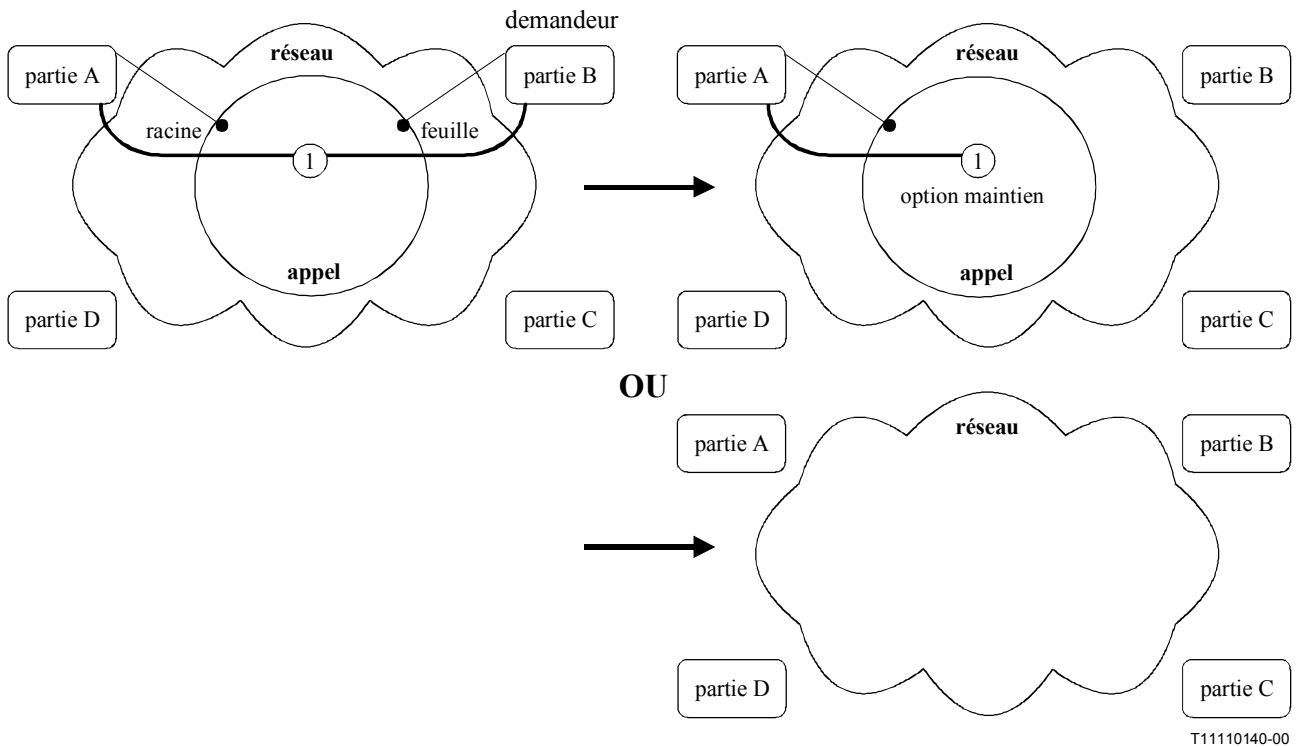 demandeur
partie A
réseau
partie B
racine
feuille
1
appel
partie D
partie C
partie A
réseau
partie B
1
option maintien
appel
partie D
partie C
OU
partie A
réseau
partie B
partie D
partie C
T11110140-00